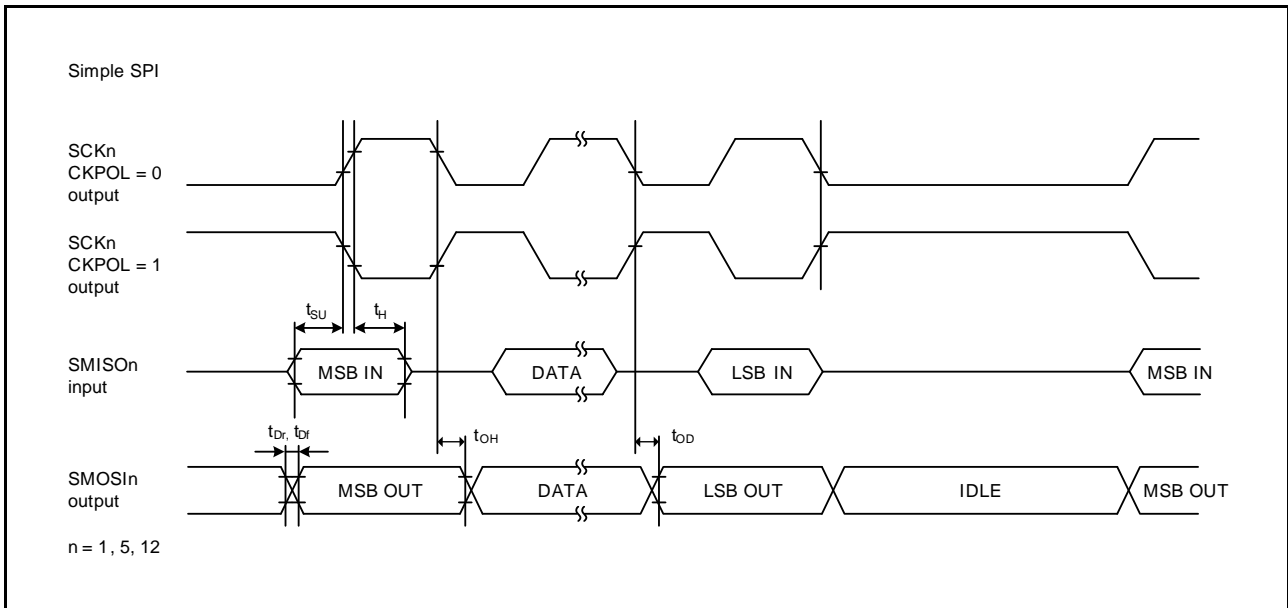 Simple SPI
SCKn
CKPOL = 0
output
SCKn
CKPOL = 1
output
tSU
tH
SMISOn
input
MSB IN
DATA
LSB IN
MSB IN
tDr, tDf
tOH
tOD
SMOSIn
output
MSB OUT
DATA
LSB OUT
IDLE
MSB OUT
n = 1, 5, 12